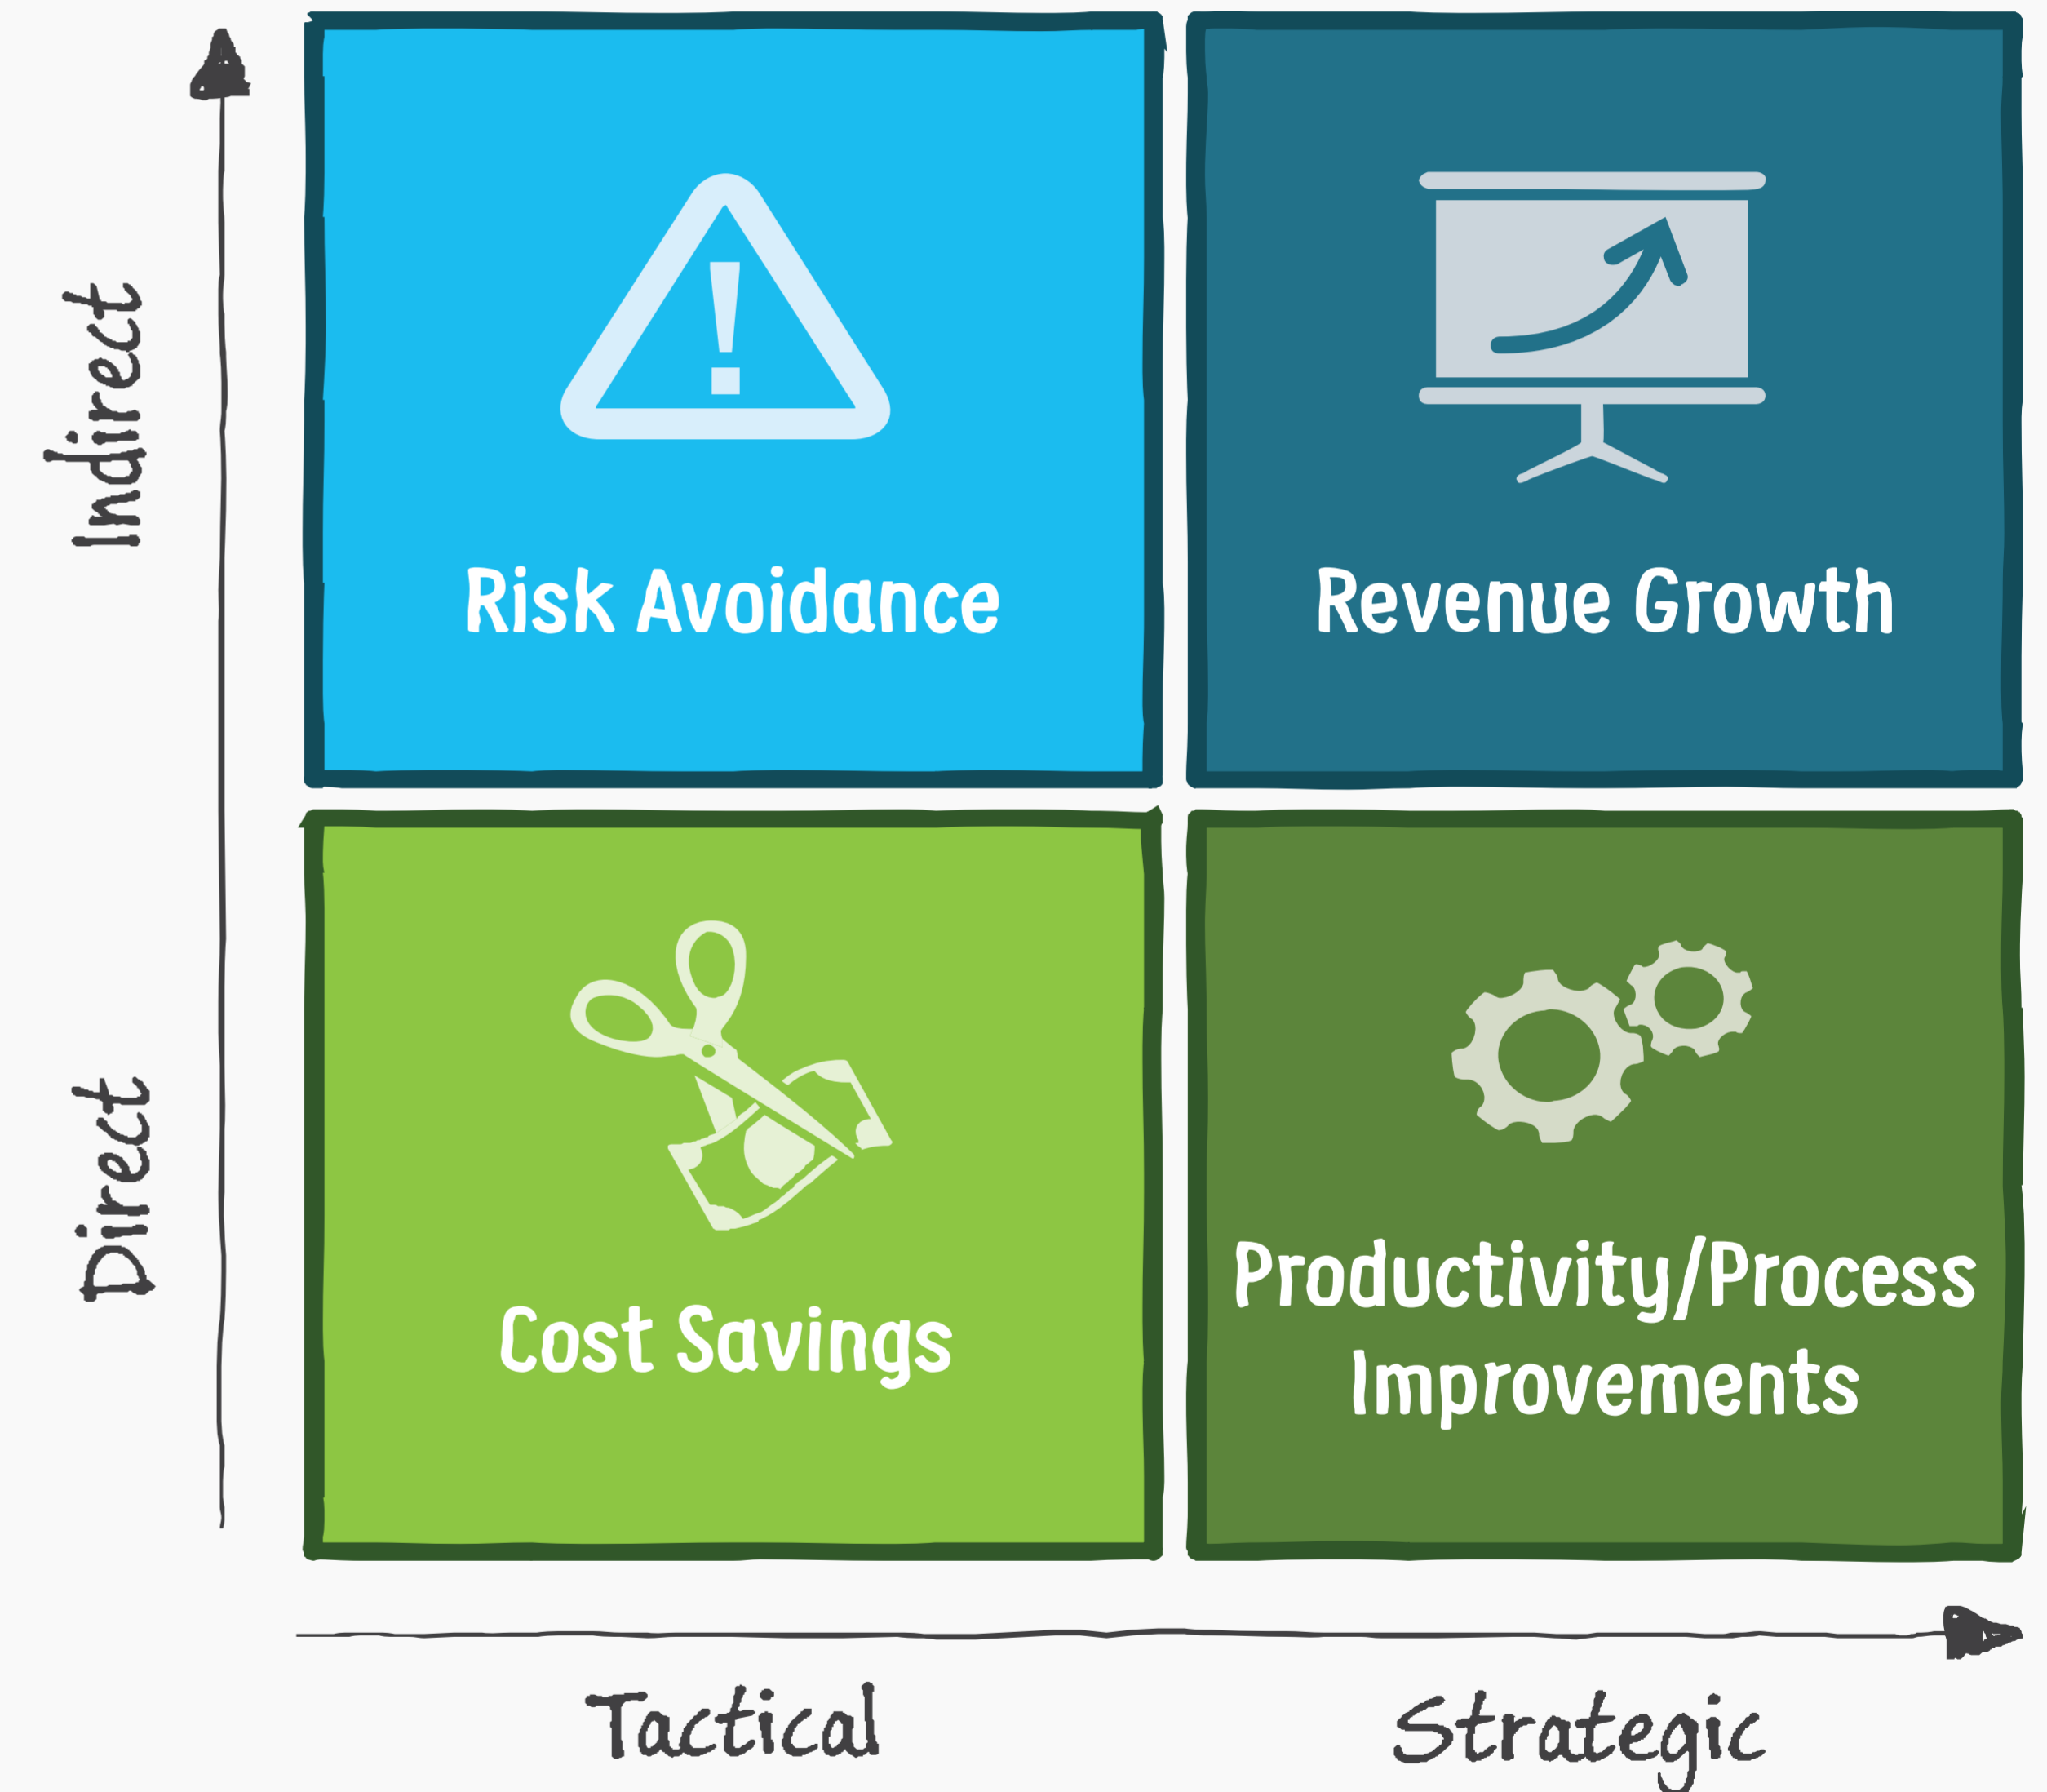 Indirect
Risk Avoidance
Revenue Growth
Direct
Cost Savings
Productivity/Process
Improvements
Tactical
Strategic